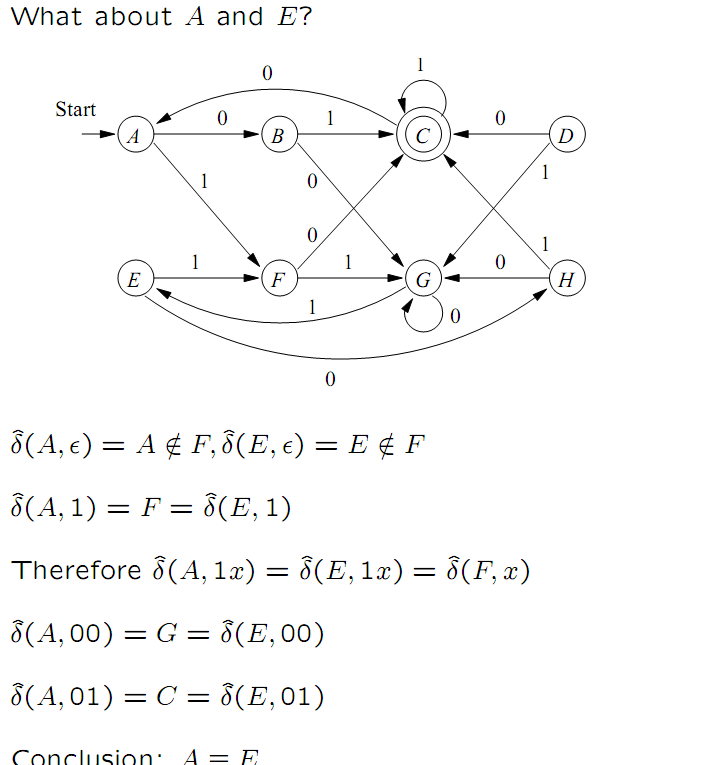 What about A and E?
1
0
Start
0
1
0
A
B
C
D
1
0
1
0
1
1
1
0
E
F
G
H
1
0
0
δ̂(A, ϵ) = A ∉ F, δ̂(E, ϵ) = E ∉ F
δ̂(A, 1) = F = δ̂(E, 1)
Therefore δ̂(A, 1x) = δ̂(E, 1x) = δ̂(F, x)
δ̂(A, 00) = G = δ̂(E, 00)
δ̂(A, 01) = C = δ̂(E, 01)
Conclusion: A = E